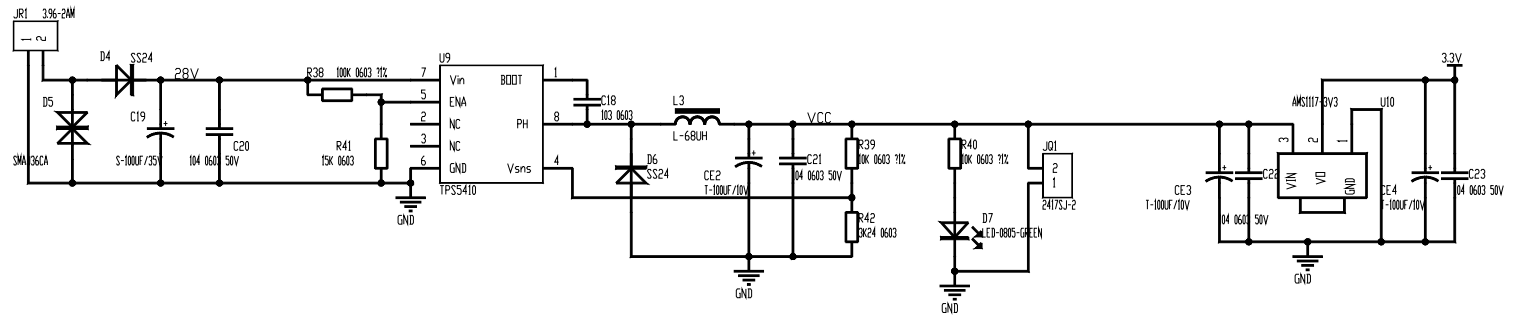 JR1 3.96-2AM
1
2
D4
SS24
28V
D5
C19
+
S-100UF/35V
C20
104 0603 50V
R38 100K 0603 ?1%
R41
15K 0603
U9
7 Vin
5 ENA
2 NC
3 NC
6 GND
BOOT 1
PH 8
Vsns 4
TPS5410
GND
C18
103 0603
L3
L-68UH
D6
SS24
CE2
+
T-100UF/10V
C21
104 0603 50V
VCC
R39
10K 0603 ?1%
R42
3K24 0603
GND
R40
10K 0603 ?1%
D7
LED-0805-GREEN
GND
JQ1
2
1
2417SJ-2
CE3
+
T-100UF/10V
C22
104 0603 50V
AMS1117-3V3
U10
3
2
1
VIN
VO
GND
GND
CE4
+
T-100UF/10V
C23
104 0603 50V
3.3V